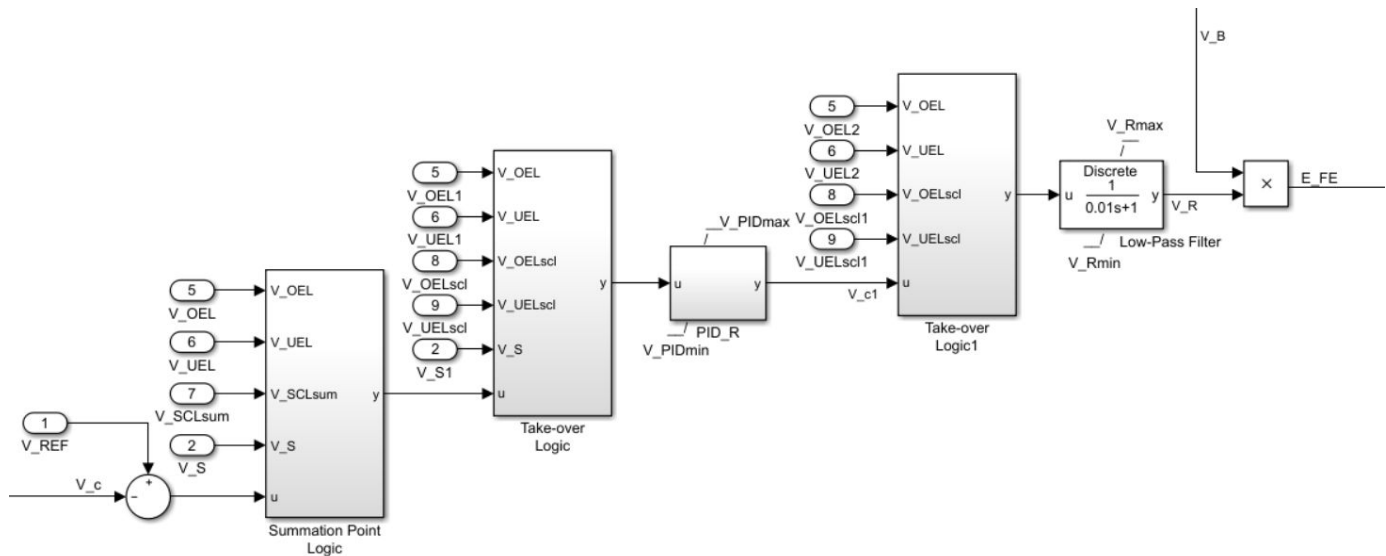 V_B
5
V_OEL
V_OEL2
V_Rmax
6
V_UEL
V_UEL2
Discrete
E_FE
×
5
V_OEL
V_OEL1
8
V_OELscl
V_OELscl1
y
u
1
0.01s+1
y
V_R
6
V_UEL
V_UEL1
V_PIDmax
9
V_UELscl
V_UELscl1
Low-Pass Filter
V_Rmin
8
V_OELscl
V_OELscl
y
u
y
V_c1
u
5
V_OEL
V_OEL
9
V_UELscl
V_UELscl
PID_R
V_PIDmin
Take-over
Logic1
6
V_UEL
V_UEL
2
V_S
V_S1
7
V_SCLsum
V_SCLsum
y
u
Take-over
Logic
1
V_REF
2
V_S
V_S
V_c
+
−
u
Summation Point
Logic